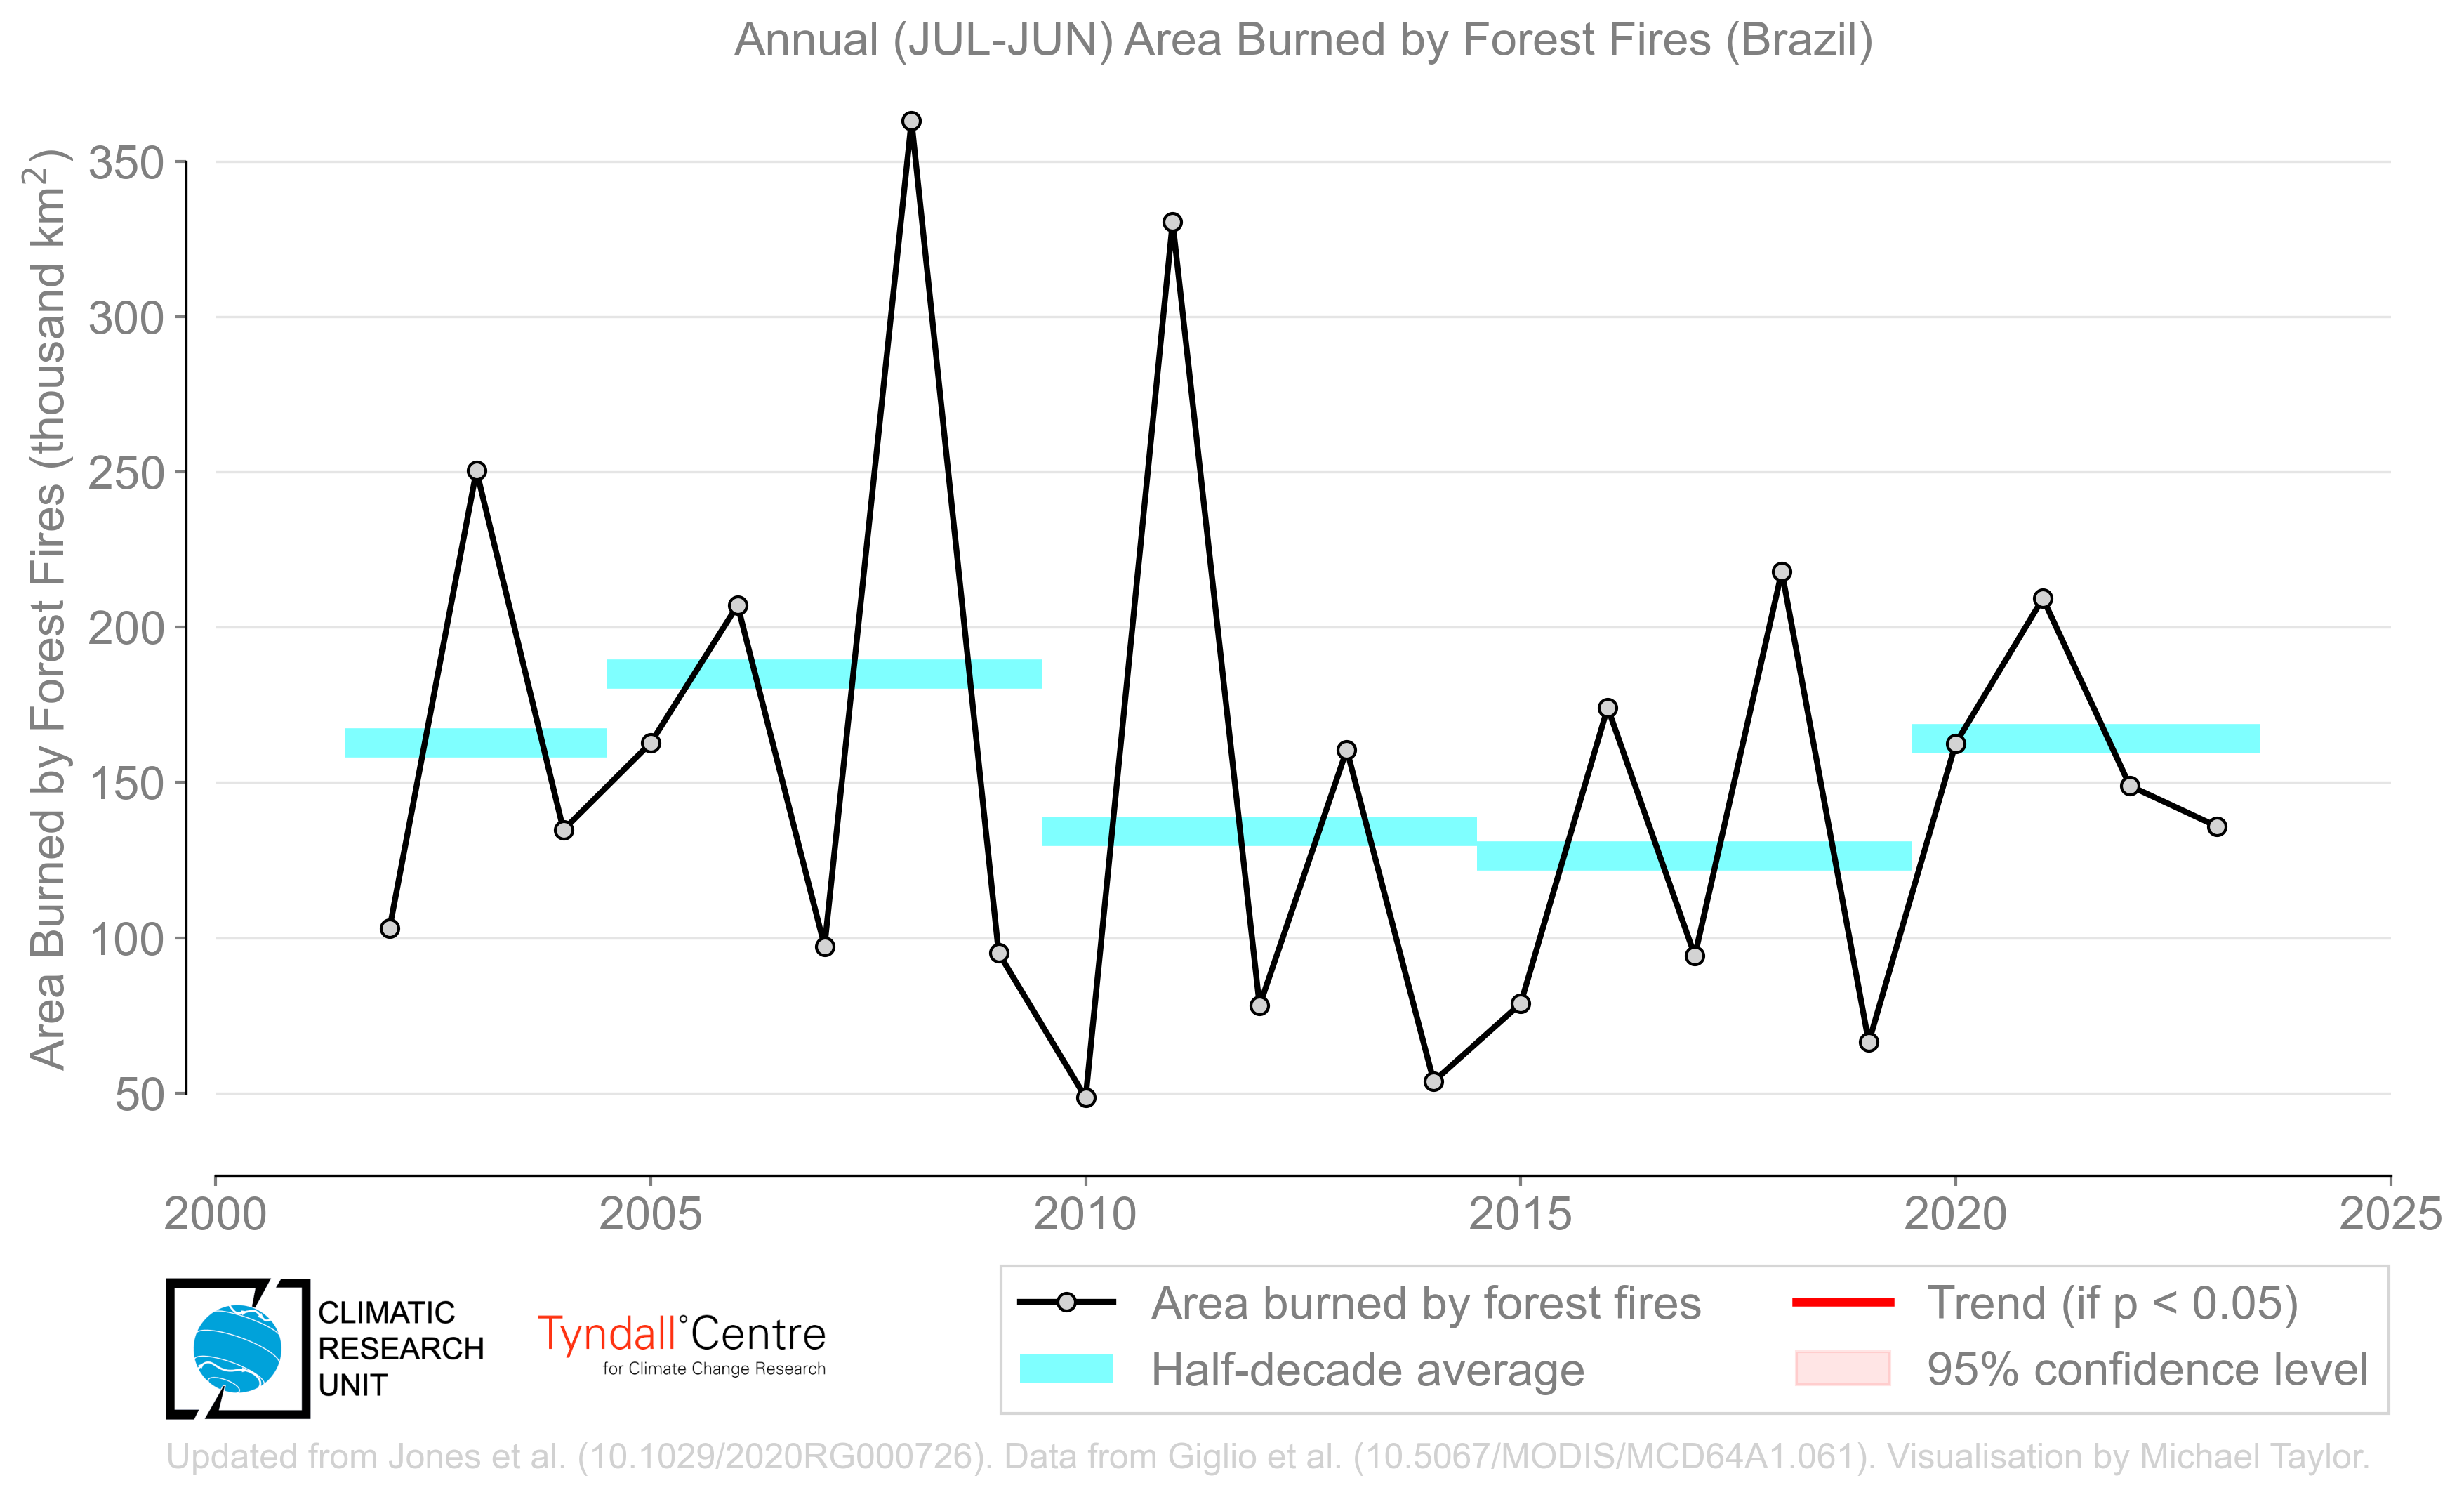 Annual (JUL-JUN) Area Burned by Forest Fires (Brazil)
Area Burned by Forest Fires (thousand km²)
350
300
250
200
150
100
50
2000 2005 2010 2015 2020 2025
CLIMATIC
RESEARCH
UNIT
Tyndall°Centre
for Climate Change Research
Area burned by forest fires
Half-decade average
Trend (if p < 0.05)
95% confidence level
Updated from Jones et al. (10.1029/2020RG000726). Data from Giglio et al. (10.5067/MODIS/MCD64A1.061). Visualisation by Michael Taylor.